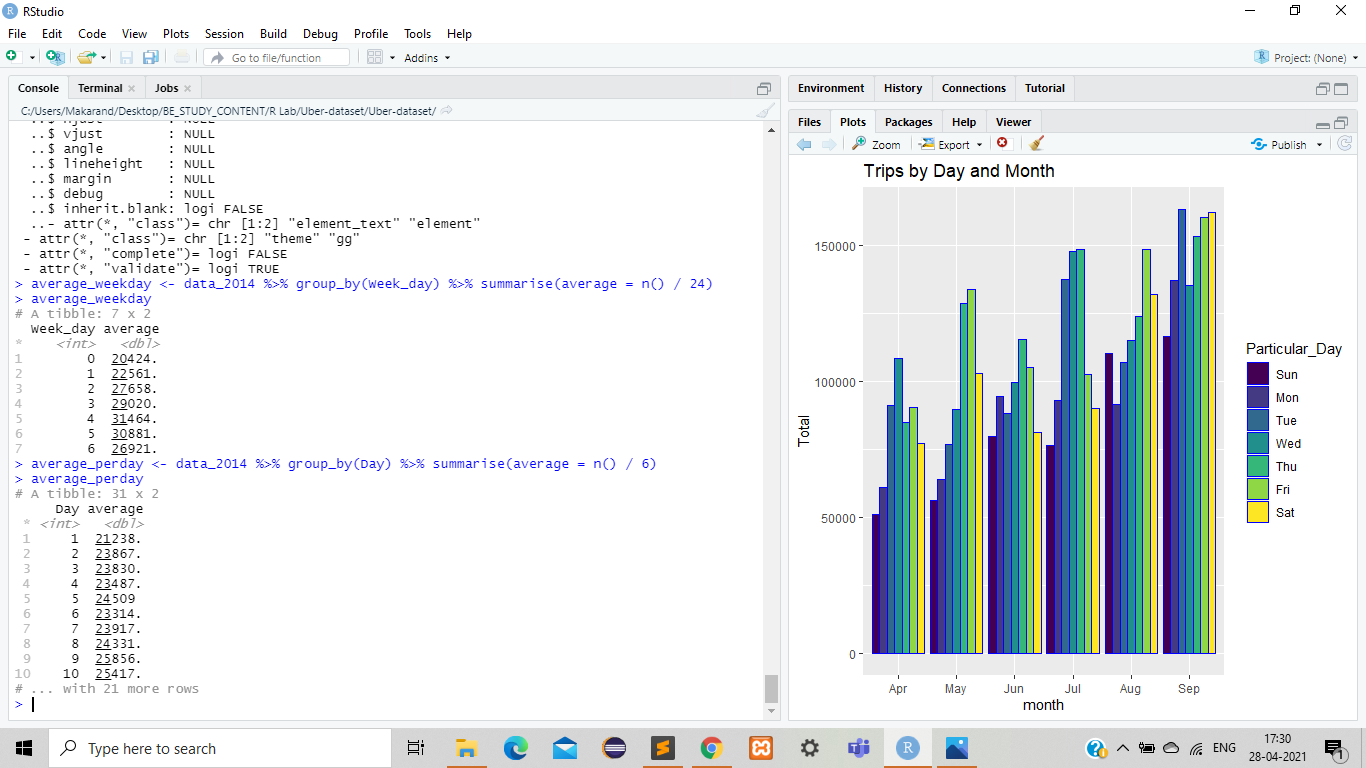 RStudio
File Edit Code View Plots Session Build Debug Profile Tools Help
Go to file/function Addins Project: (None)
Console Terminal Jobs
C:/Users/Makarand/Desktop/BE_STUDY_CONTENT/R Lab/Uber-dataset/Uber-dataset/
..$ vjust : NULL
..$ angle : NULL
..$ lineheight : NULL
..$ margin : NULL
..$ debug : NULL
..$ inherit.blank: logi FALSE
..- attr(*, "class")= chr [1:2] "element_text" "element"
- attr(*, "class")= chr [1:2] "theme" "gg"
- attr(*, "complete")= logi FALSE
- attr(*, "validate")= logi TRUE
> average_weekday <- data_2014 %>% group_by(Week_day) %>% summarise(average = n() / 24)
> average_weekday
# A tibble: 7 x 2
Week_day average
* <int> <dbl>
1 0 20424.
2 1 22561.
3 2 27658.
4 3 29020.
5 4 31464.
6 5 30881.
7 6 26921.
> average_perday <- data_2014 %>% group_by(Day) %>% summarise(average = n() / 6)
> average_perday
# A tibble: 31 x 2
Day average
* <int> <dbl>
1 1 21238.
2 2 23867.
3 3 23830.
4 4 23487.
5 5 24509
6 6 23314.
7 7 23917.
8 8 24331.
9 9 25856.
10 10 25417.
# ... with 21 more rows
>
Environment History Connections Tutorial
Files Plots Packages Help Viewer
Zoom Export Publish
Trips by Day and Month
150000
100000
50000
0
Total
Apr May Jun Jul Aug Sep
month
Particular_Day
Sun
Mon
Tue
Wed
Thu
Fri
Sat
Type here to search
ENG
17:30
28-04-2021
1